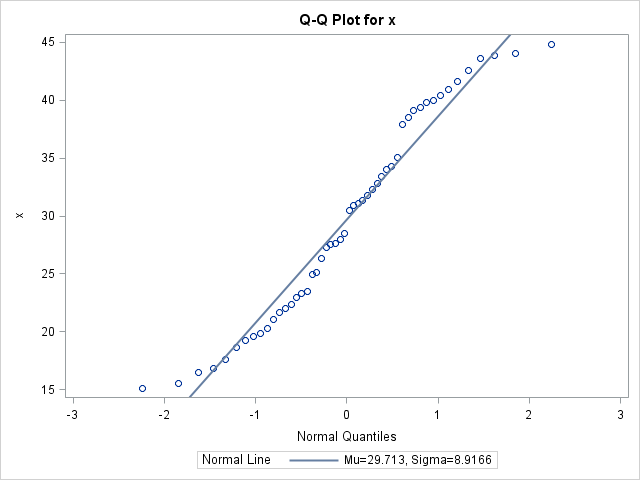 Q-Q Plot for x
45
40
35
30
25
20
15
x
-3 -2 -1 0 1 2 3
Normal Quantiles
Normal Line Mu=29.713, Sigma=8.9166